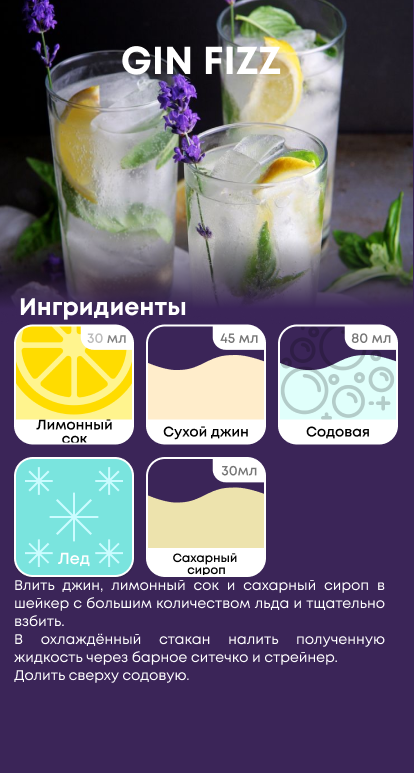 GIN FIZZ
Ингридиенты
30 мл
45 мл
80 мл
Лимонный
сок
Сухой джин
Содовая
30мл
Лед
Сахарный
сироп
Влить джин, лимонный сок и сахарный сироп в
шейкер с большим количеством льда и тщательно
взбить.
В охлаждённый стакан налить полученную
жидкость через барное ситечко и стрейнер.
Долить сверху содовую.